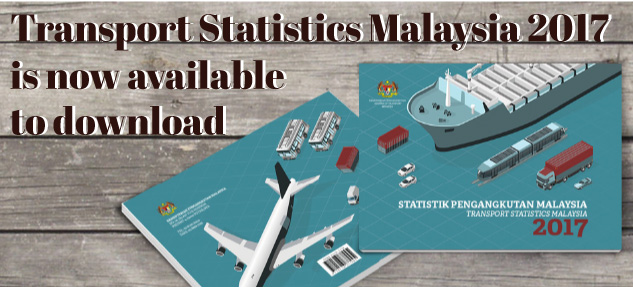 Transport Statistics Malaysia 2017
is now available
to download
STATISTIK PENGANGKUTAN MALAYSIA
TRANSPORT STATISTICS MALAYSIA
2017